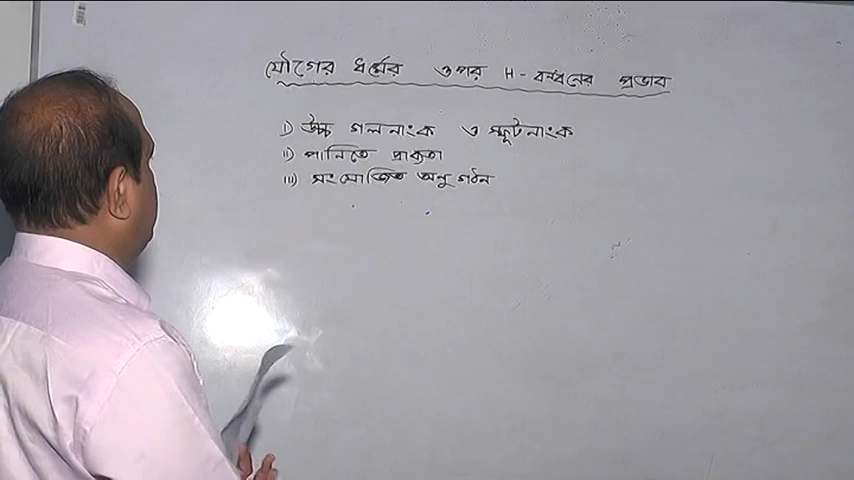 যৌগের ধর্মের ওপর H-বন্ধনের প্রভাব
i) উচ্চ গলনাংক ও স্ফুটনাংক
ii) পানিতে দ্রাব্যতা
iii) সংযোজিত অনু গঠন